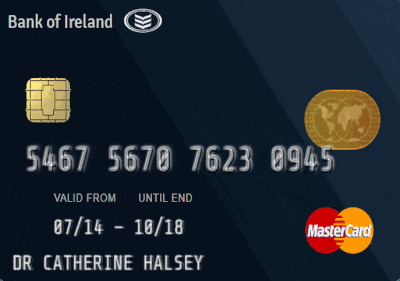 Bank of Ireland
5467 5670 7623 0945
VALID FROM UNTIL END
07/14 – 10/18
MasterCard
DR CATHERINE HALSEY